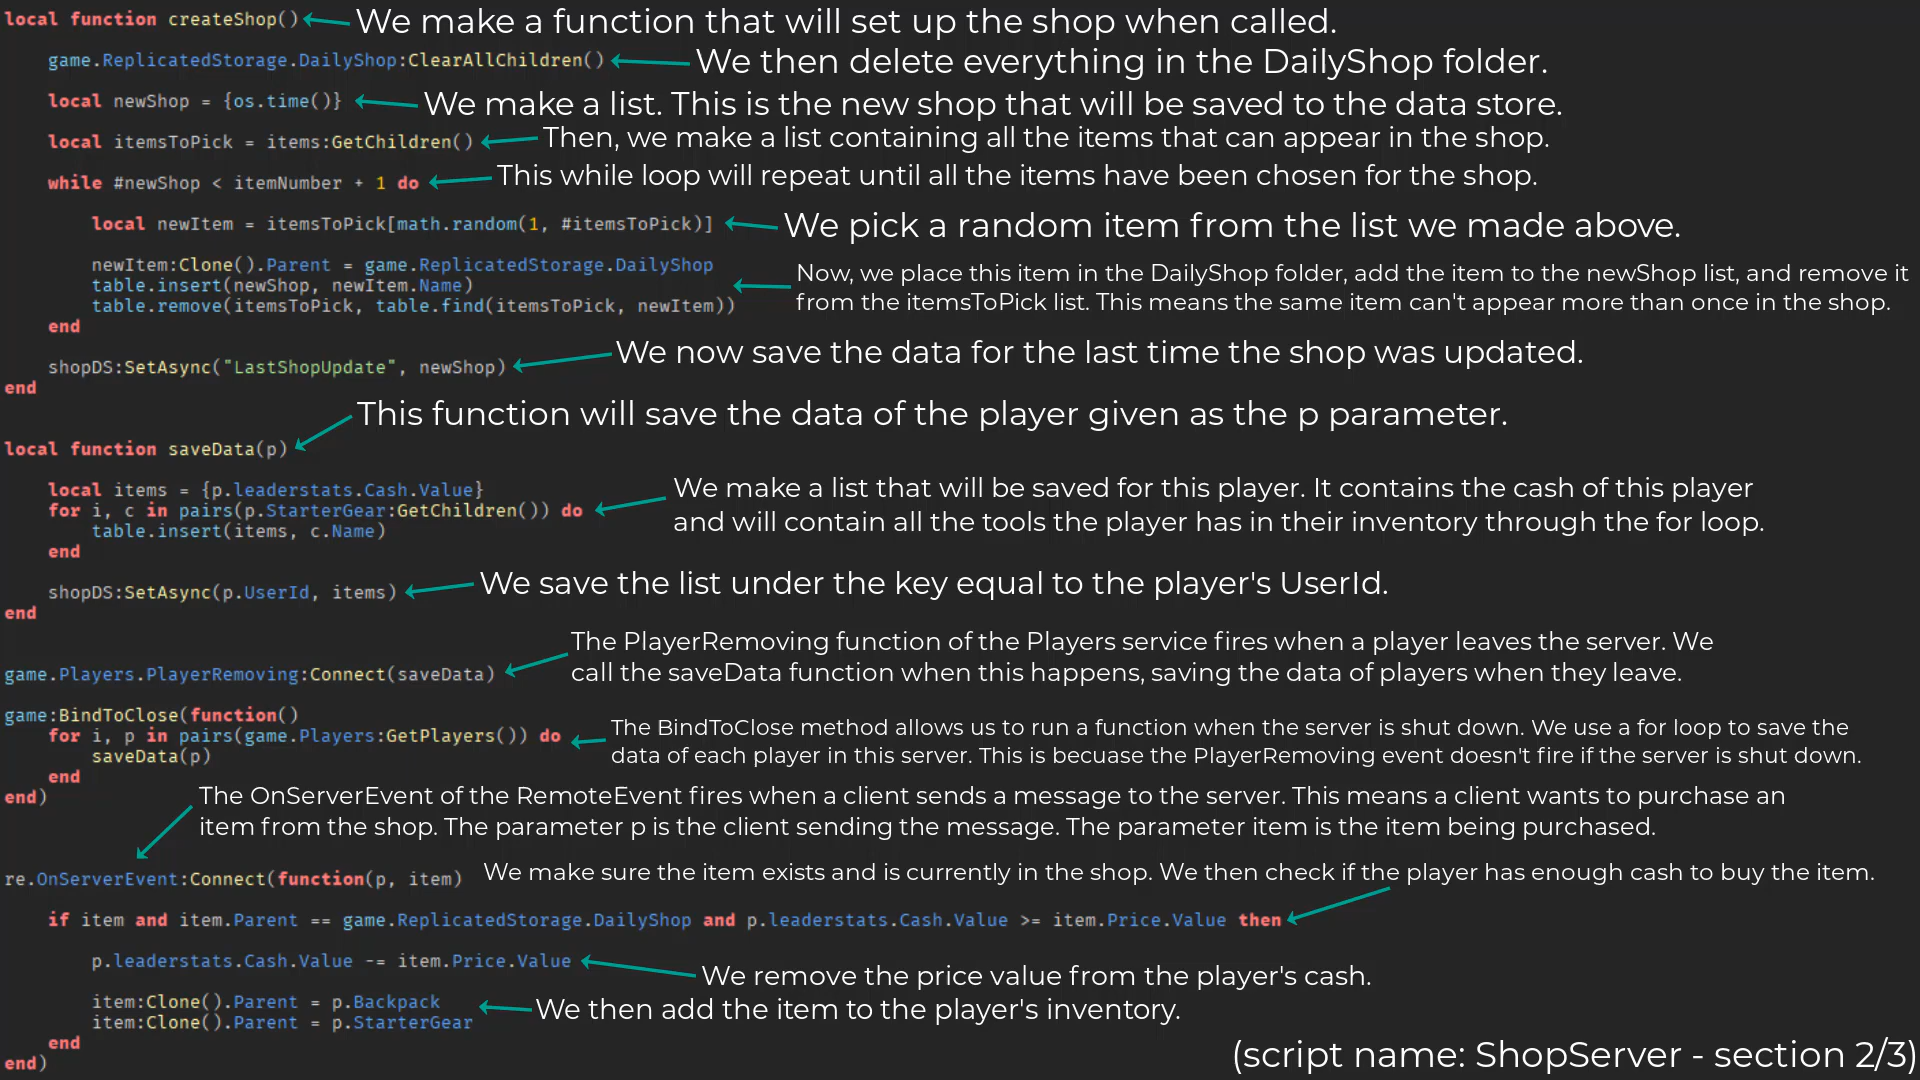 local function createShop() We make a function that will set up the shop when called.
game.ReplicatedStorage.DailyShop:ClearAllChildren() We then delete everything in the DailyShop folder.
local newShop = {os.time()} We make a list. This is the new shop that will be saved to the data store.
local itemsToPick = items:GetChildren() Then, we make a list containing all the items that can appear in the shop.
while #newShop < itemNumber + 1 do This while loop will repeat until all the items have been chosen for the shop.
local newItem = itemsToPick[math.random(1, #itemsToPick)] We pick a random item from the list we made above.
newItem:Clone().Parent = game.ReplicatedStorage.DailyShop
table.insert(newShop, newItem.Name)
table.remove(itemsToPick, table.find(itemsToPick, newItem))
Now, we place this item in the DailyShop folder, add the item to the newShop list, and remove it
from the itemsToPick list. This means the same item can't appear more than once in the shop.
end
shopDS:SetAsync("LastShopUpdate", newShop) We now save the data for the last time the shop was updated.
end
This function will save the data of the player given as the p parameter.
local function saveData(p)
local items = {p.leaderstats.Cash.Value}
for i, c in pairs(p.StarterGear:GetChildren()) do
table.insert(items, c.Name)
end
We make a list that will be saved for this player. It contains the cash of this player
and will contain all the tools the player has in their inventory through the for loop.
shopDS:SetAsync(p.UserId, items) We save the list under the key equal to the player's UserId.
end
The PlayerRemoving function of the Players service fires when a player leaves the server. We
call the saveData function when this happens, saving the data of players when they leave.
game.Players.PlayerRemoving:Connect(saveData)
game:BindToClose(function()
for i, p in pairs(game.Players:GetPlayers()) do
saveData(p)
end
end)
The BindToClose method allows us to run a function when the server is shut down. We use a for loop to save the
data of each player in this server. This is becuase the PlayerRemoving event doesn't fire if the server is shut down.
The OnServerEvent of the RemoteEvent fires when a client sends a message to the server. This means a client wants to purchase an
item from the shop. The parameter p is the client sending the message. The parameter item is the item being purchased.
re.OnServerEvent:Connect(function(p, item) We make sure the item exists and is currently in the shop. We then check if the player has enough cash to buy the item.
if item and item.Parent == game.ReplicatedStorage.DailyShop and p.leaderstats.Cash.Value >= item.Price.Value then
p.leaderstats.Cash.Value -= item.Price.Value We remove the price value from the player's cash.
item:Clone().Parent = p.Backpack
item:Clone().Parent = p.StarterGear
We then add the item to the player's inventory.
end
end)
(script name: ShopServer - section 2/3)